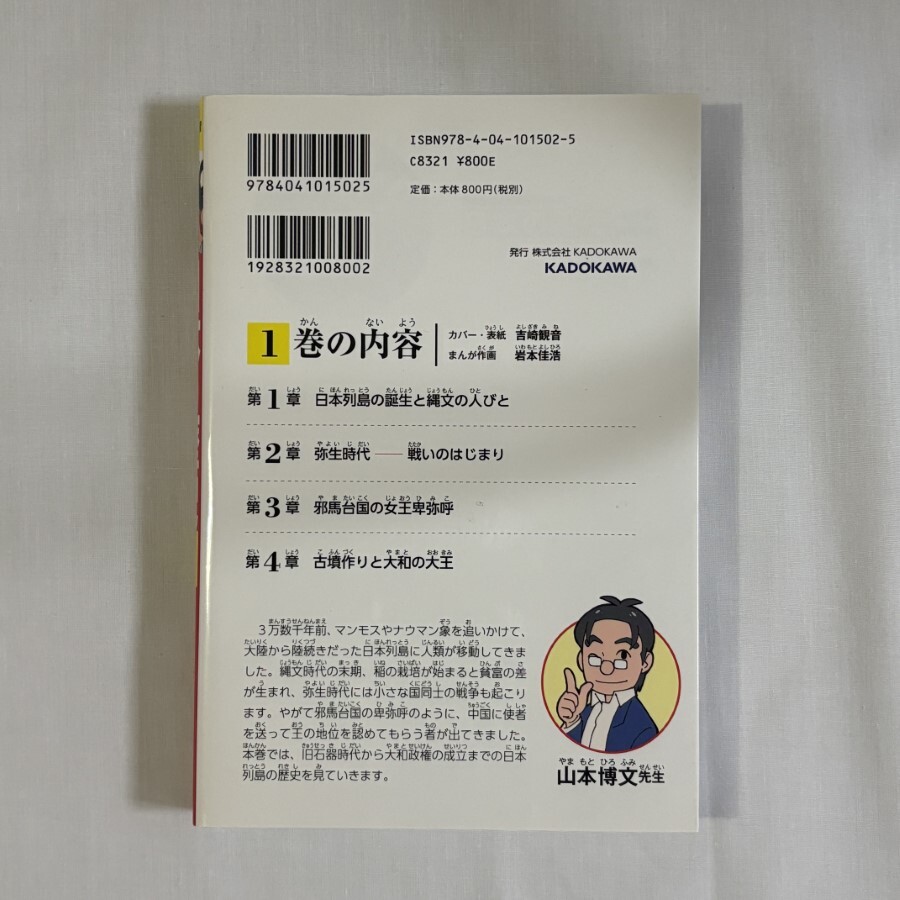 ISBN978-4-04-101502-5
C8321 ¥800E
定価：本体800円（税別）
9784041015025
1928321008002
発行 株式会社KADOKAWA
KADOKAWA
1巻の内容
カバー・表紙 吉崎観音
まんが作画 岩本佳浩
第1章 日本列島の誕生と縄文の人びと
第2章 弥生時代――戦いのはじまり
第3章 邪馬台国の女王卑弥呼
第4章 古墳作りと大和の大王
3万数千年前、マンモスやナウマン象を追いかけて、
大陸から陸続きだった日本列島に人類が移動してきま
した。縄文時代の末期、稲の栽培が始まると貧富の差
が生まれ、弥生時代には小さな国同士の戦争も起こり
ます。やがて邪馬台国の卑弥呼のように、中国に使者
を送って王の地位を認めてもらう者が出てきました。
本巻では、旧石器時代から大和政権の成立までの日本
列島の歴史を見ていきます。
山本博文先生